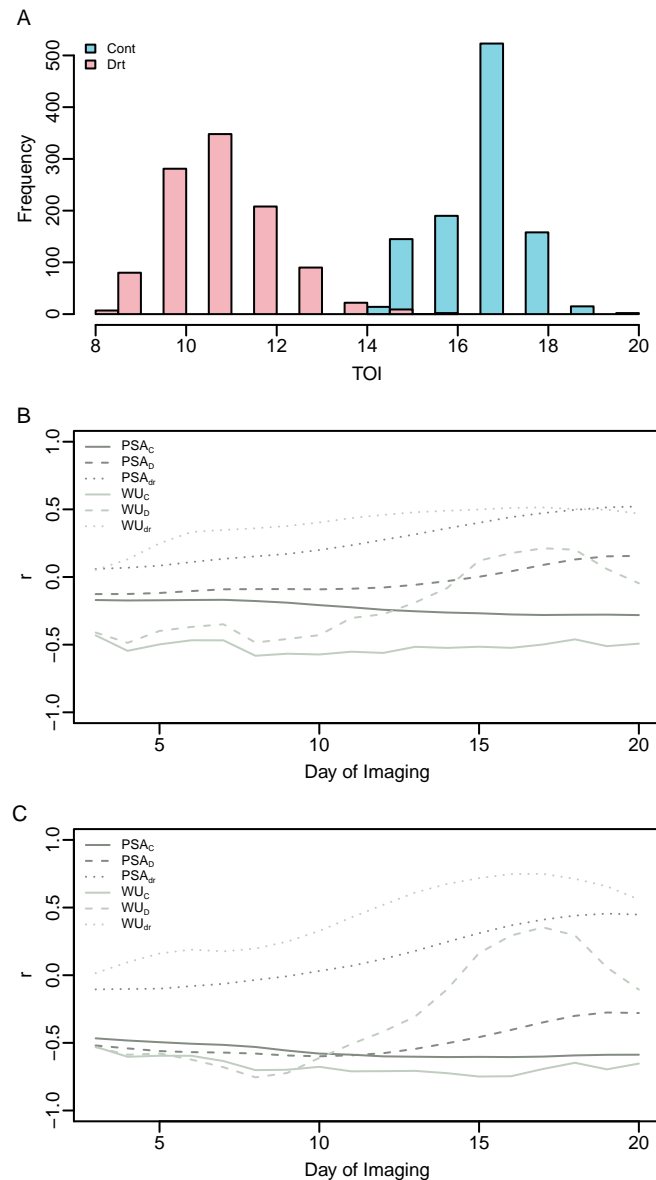 A
Cont
Drt
Frequency
0 100 200 300 400 500
8 10 12 14 16 18 20
TOI
B
PSA_C
PSA_D
PSA_dr
WU_C
WU_D
WU_dr
r
−1.0 −0.5 0.0 0.5 1.0
5 10 15 20
Day of Imaging
C
PSA_C
PSA_D
PSA_dr
WU_C
WU_D
WU_dr
r
−1.0 −0.5 0.0 0.5 1.0
5 10 15 20
Day of Imaging